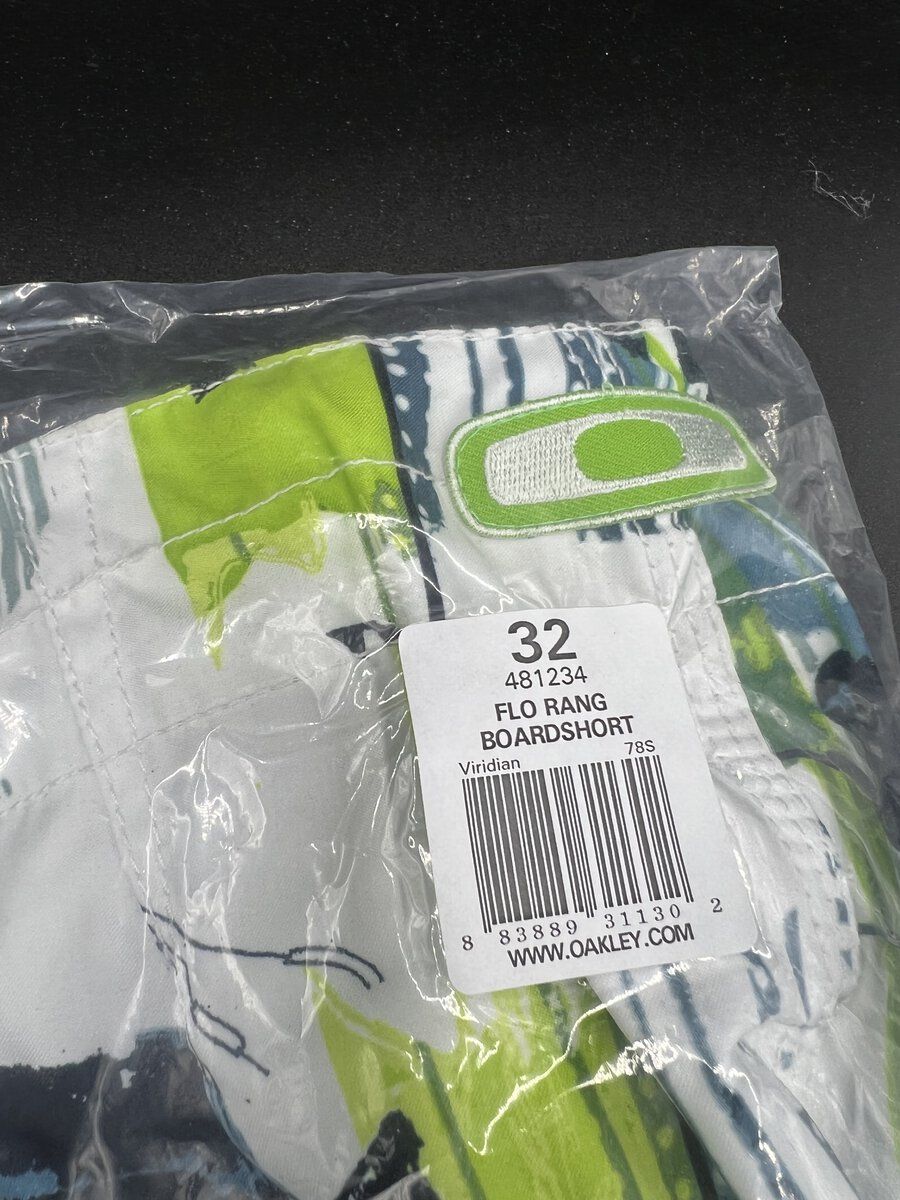 32
481234
FLO RANG
BOARDSHORT
Viridian 78S
8 83889 31130 2
WWW.OAKLEY.COM